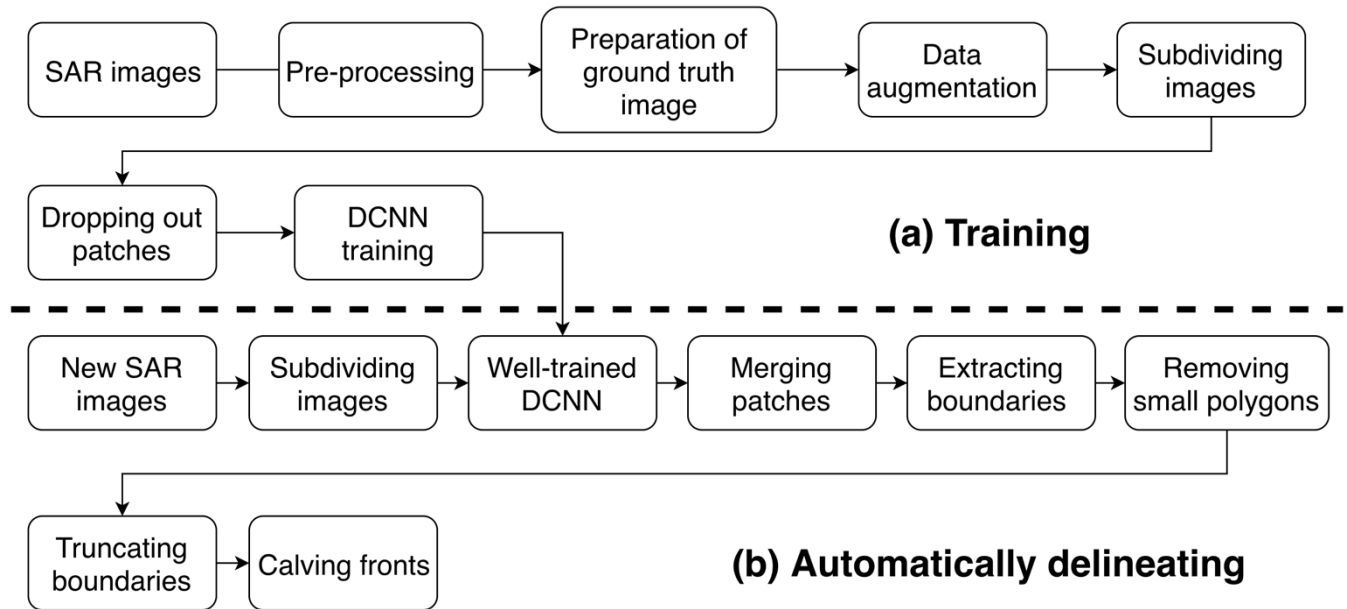 SAR images
Pre-processing
Preparation of
ground truth
image
Data
augmentation
Subdividing
images
Dropping out
patches
DCNN
training
(a) Training
New SAR
images
Subdividing
images
Well-trained
DCNN
Merging
patches
Extracting
boundaries
Removing
small polygons
Truncating
boundaries
Calving fronts
(b) Automatically delineating